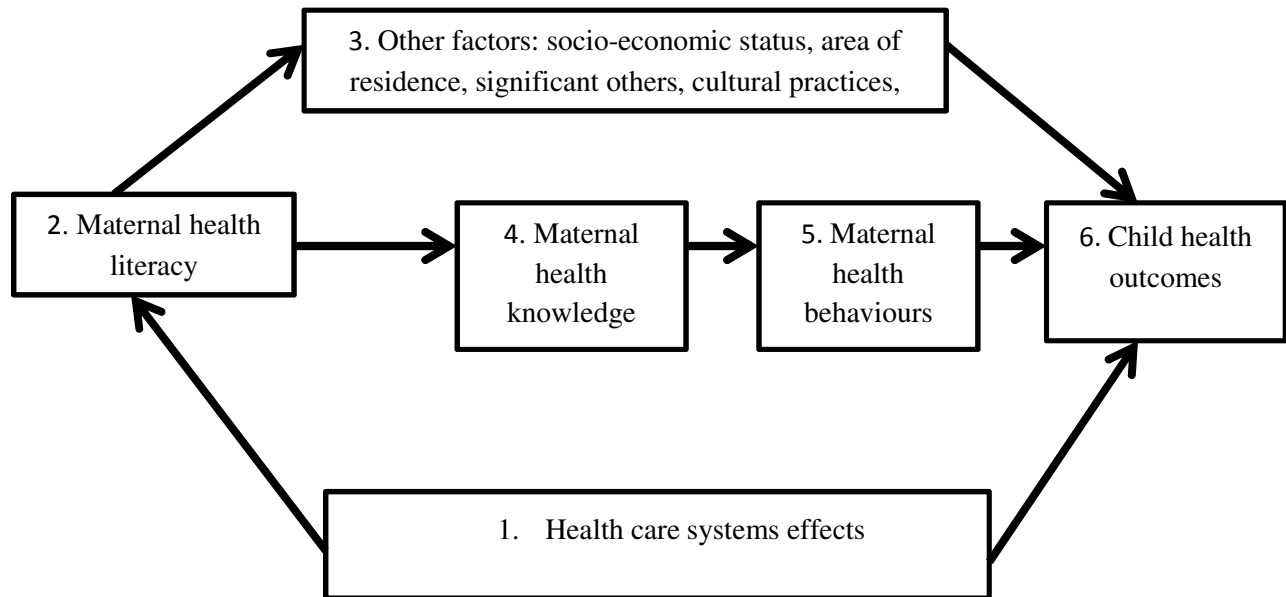 3. Other factors: socio-economic status, area of
residence, significant others, cultural practices,
2. Maternal health
literacy
4. Maternal
health
knowledge
5. Maternal
health
behaviours
6. Child health
outcomes
1. Health care systems effects